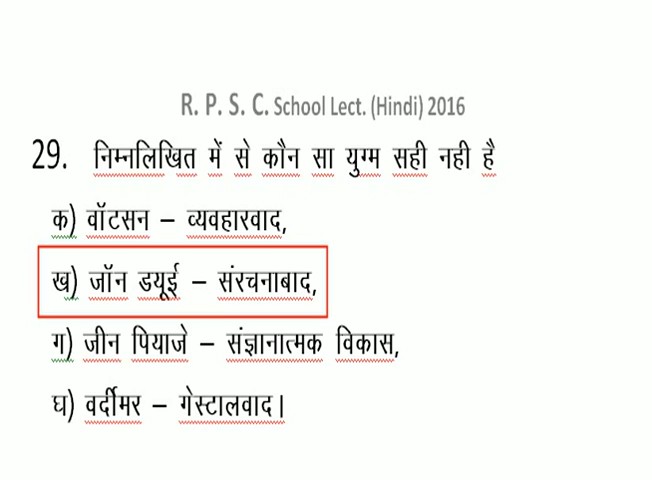 R. P. S. C. School Lect. (Hindi) 2016
29. निम्नलिखित में से कौन सा युग्म सही नही है
क) वॉटसन – व्यवहारवाद,
ख) जॉन डयूई – संरचनाबाद,
ग) जीन पियाजे – संज्ञानात्मक विकास,
घ) वर्दीमर – गेस्टालवाद।